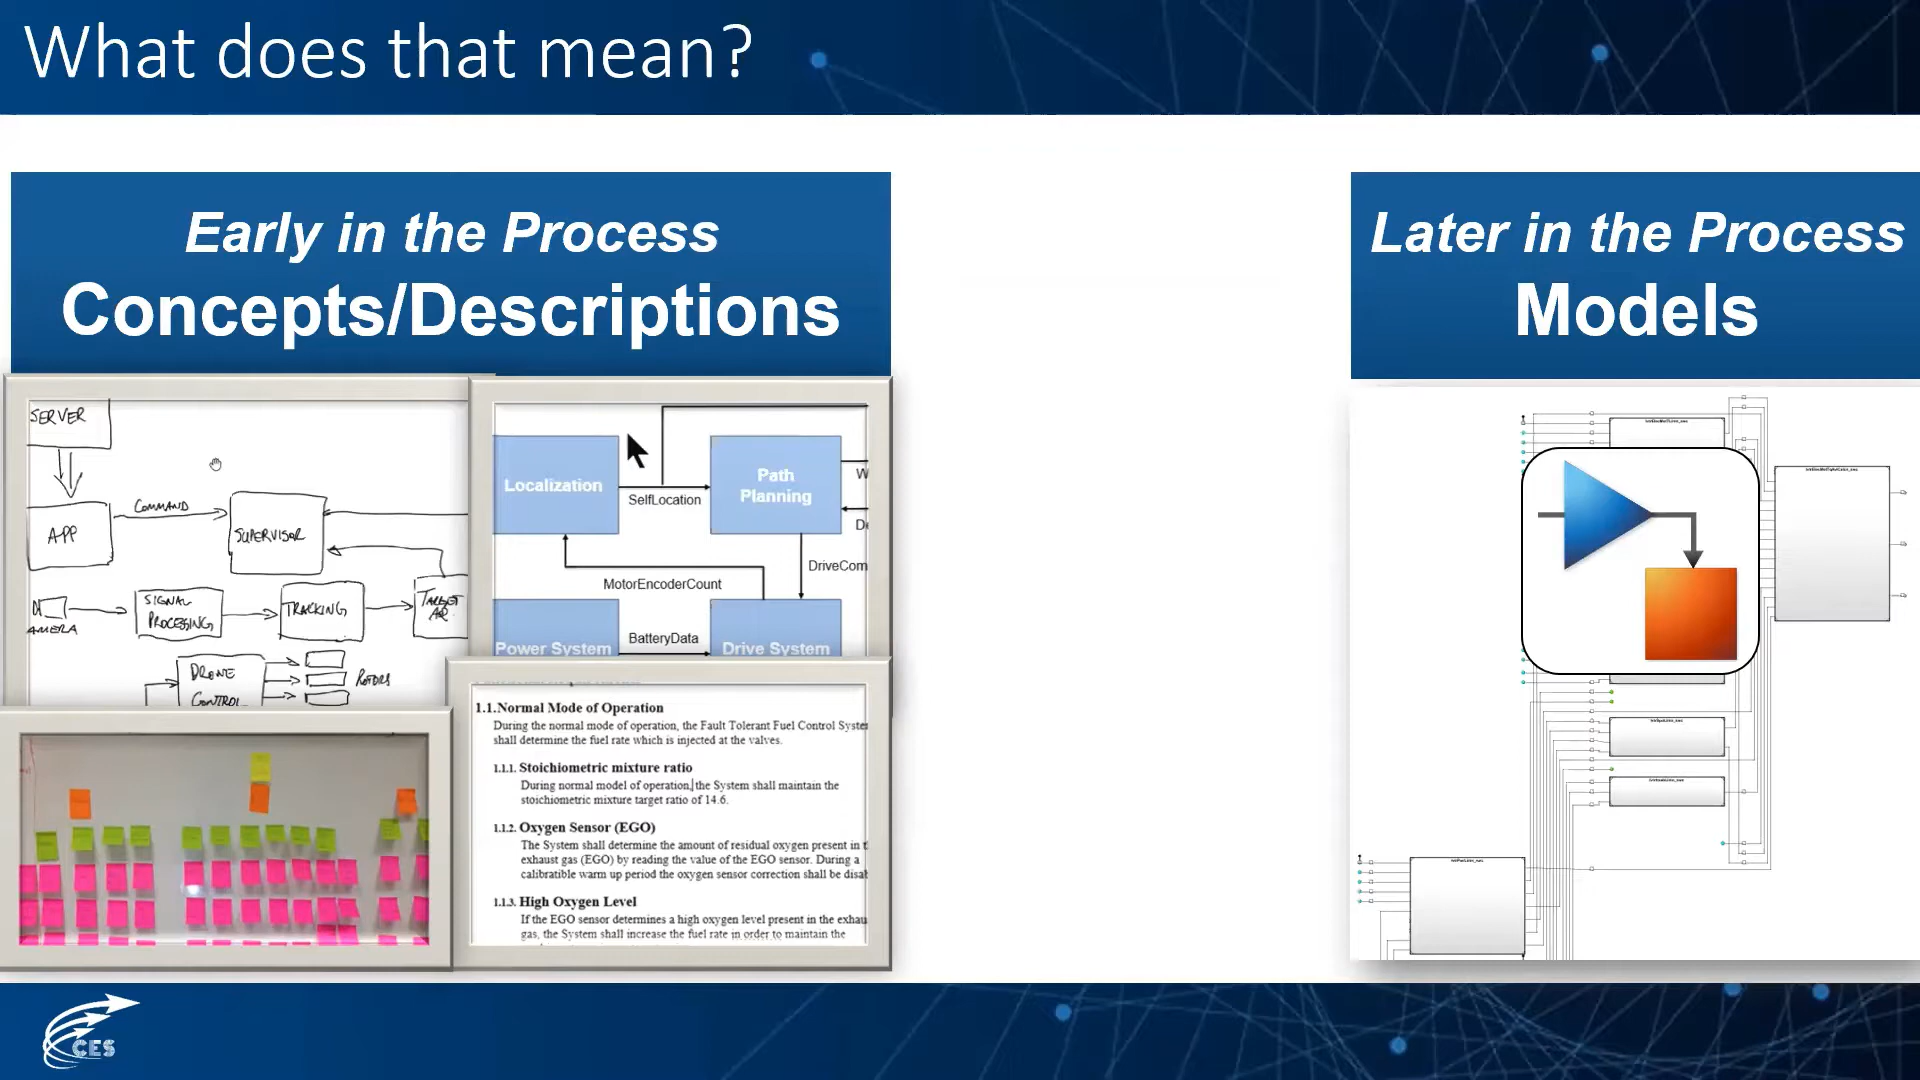 What does that mean?
Early in the Process
Concepts/Descriptions
Later in the Process
Models
SERVER
APP
COMMAND
SUPERVISOR
AMERA
SIGNAL
PROCESSING
TRACKING
TARGET
DRONE
CONTROL
ROTORS
Localization
SelfLocation
Path
Planning
W
De
MotorEncoderCount
DriveCom
Power System
BatteryData
Drive System
1.1.Normal Mode of Operation
During the normal mode of operation, the Fault Tolerant Fuel Control Syste
shall determine the fuel rate which is injected at the valves.
1.1.1. Stoichiometric mixture ratio
During normal model of operation, the System shall maintain the
stoichiometric mixture target ratio of 14.6.
1.1.2. Oxygen Sensor (EGO)
The System shall determine the amount of residual oxygen present in t
exhaust gas (EGO) by reading the value of the EGO sensor. During a
calibratible warm up period the oxygen sensor correction shall be disab
1.1.3. High Oxygen Level
If the EGO sensor determines a high oxygen level present in the exhau
gas, the System shall increase the fuel rate in order to maintain the
CES